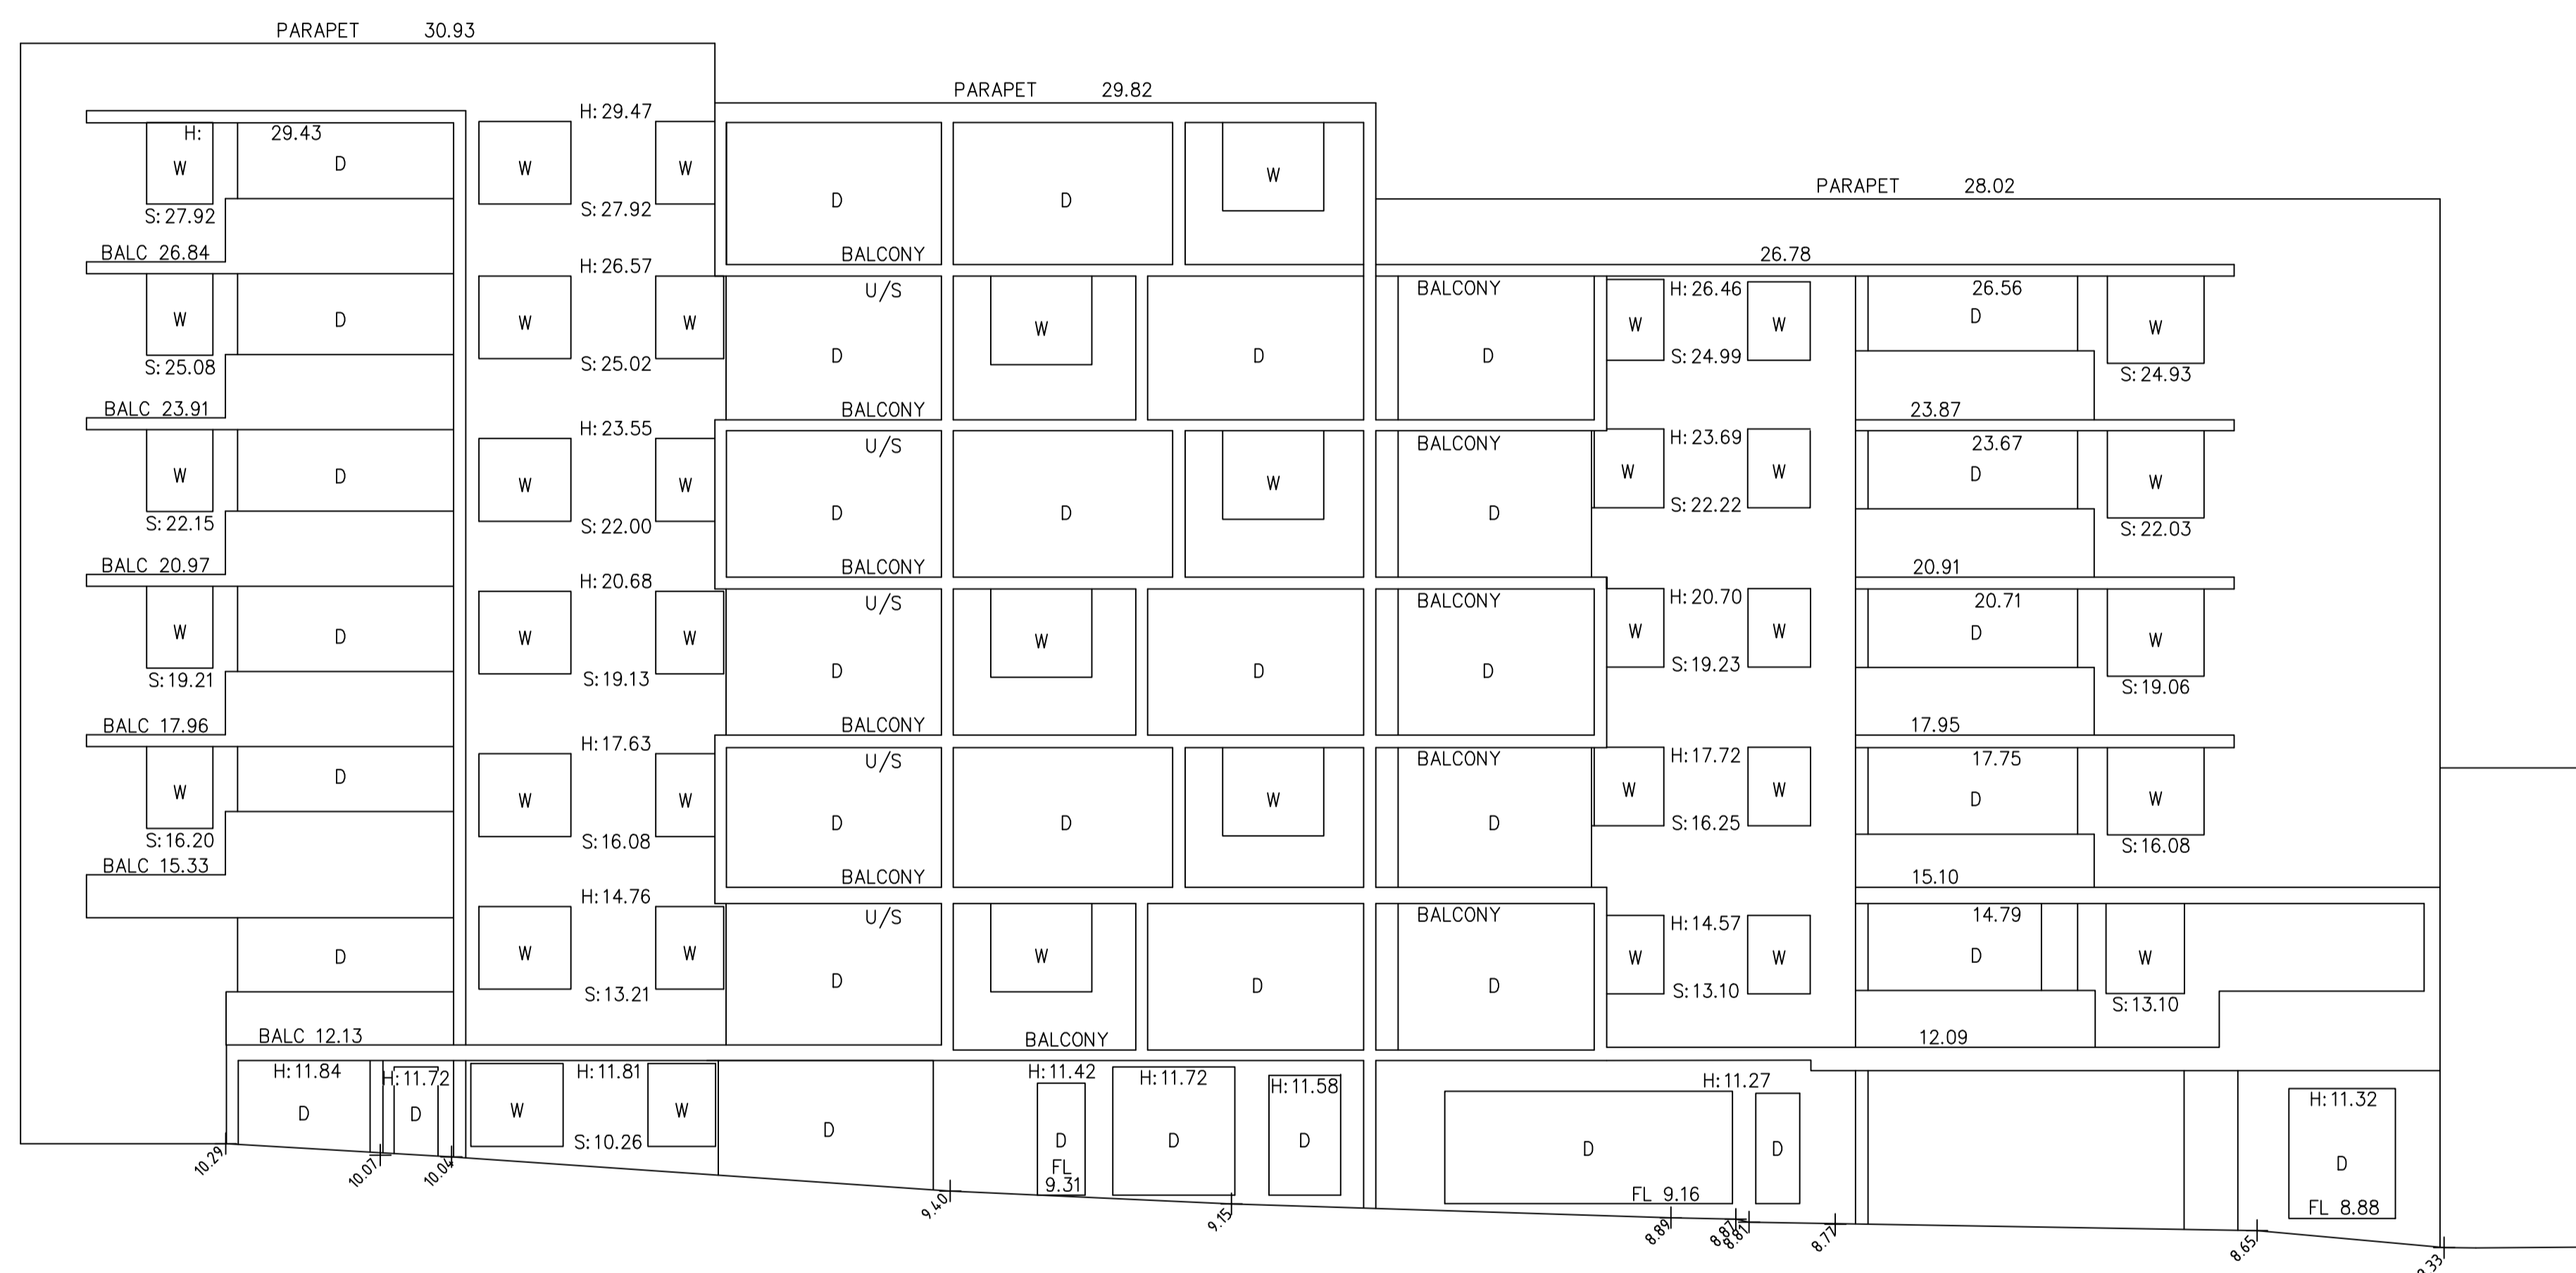 PARAPET 30.93
PARAPET 29.82
PARAPET 28.02
H: 29.43
D
W
S: 27.92
H: 29.47
W
W
S: 27.92
D
D
W
BALCONY
BALC 26.84
W
D
S: 25.08
H: 26.57
W
W
S: 25.02
U/S
D
W
D
BALCONY
26.78
BALCONY
D
H: 26.46
W
W
S: 24.99
26.56
D
W
S: 24.93
BALC 23.91
W
D
S: 22.15
H: 23.55
W
W
S: 22.00
U/S
D
D
W
BALCONY
BALCONY
D
H: 23.69
W
W
S: 22.22
23.87
23.67
D
W
S: 22.03
BALC 20.97
W
D
S: 19.21
H: 20.68
W
W
S: 19.13
U/S
D
W
D
BALCONY
BALCONY
D
H: 20.70
W
W
S: 19.23
20.91
20.71
D
W
S: 19.06
BALC 17.96
W
D
S: 16.20
H: 17.63
W
W
S: 16.08
U/S
D
D
W
BALCONY
BALCONY
D
H: 17.72
W
W
S: 16.25
17.95
17.75
D
W
S: 16.08
BALC 15.33
D
H: 14.76
W
W
S: 13.21
U/S
D
W
D
BALCONY
BALCONY
D
H: 14.57
W
W
S: 13.10
15.10
14.79
D
W
S: 13.10
BALC 12.13
12.09
H: 11.84
D
H: 11.72
D
W
H: 11.81
W
S: 10.26
D
H: 11.42
D
FL
9.31
H: 11.72
D
H: 11.58
D
D
FL 9.16
H: 11.27
D
H: 11.32
D
FL 8.88
10.29
10.07
10.04
9.40
9.15
8.89
8.87
8.81
8.77
8.65